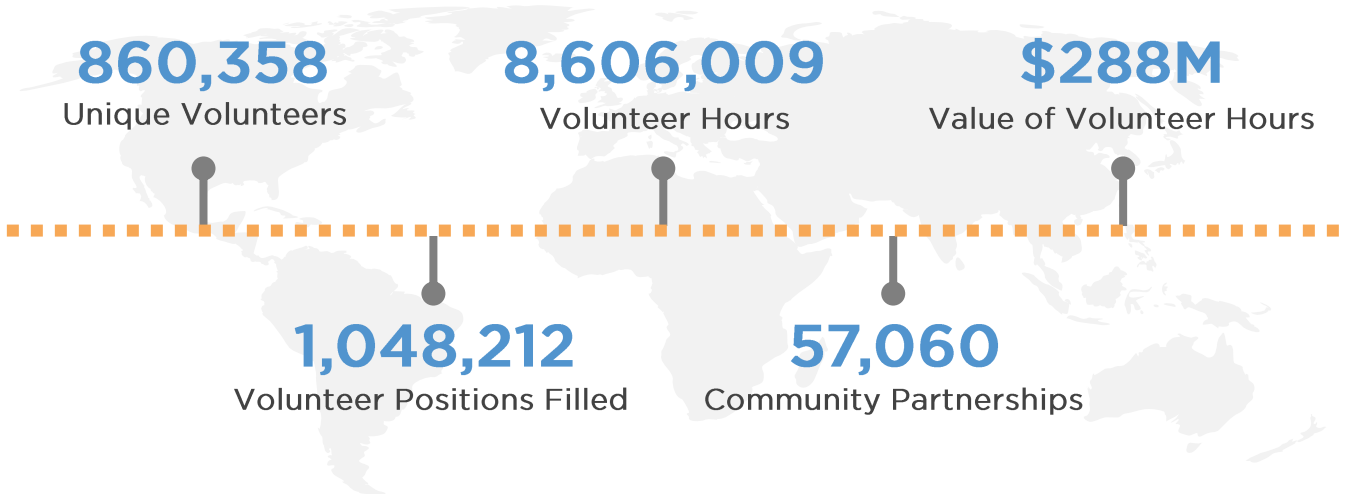 860,358
Unique Volunteers
8,606,009
Volunteer Hours
$288M
Value of Volunteer Hours
1,048,212
Volunteer Positions Filled
57,060
Community Partnerships